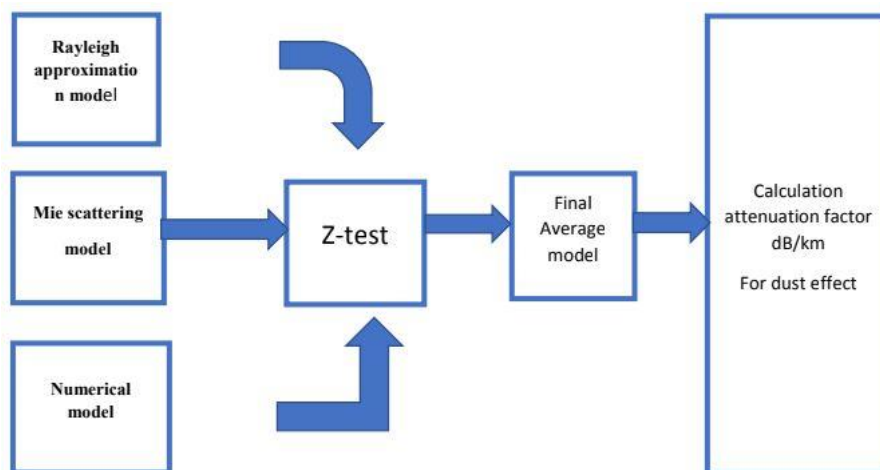 Rayleigh
approximatio
n model
Mie scattering
model
Numerical
model
Z-test
Final
Average
model
Calculation
attenuation factor
dB/km
For dust effect